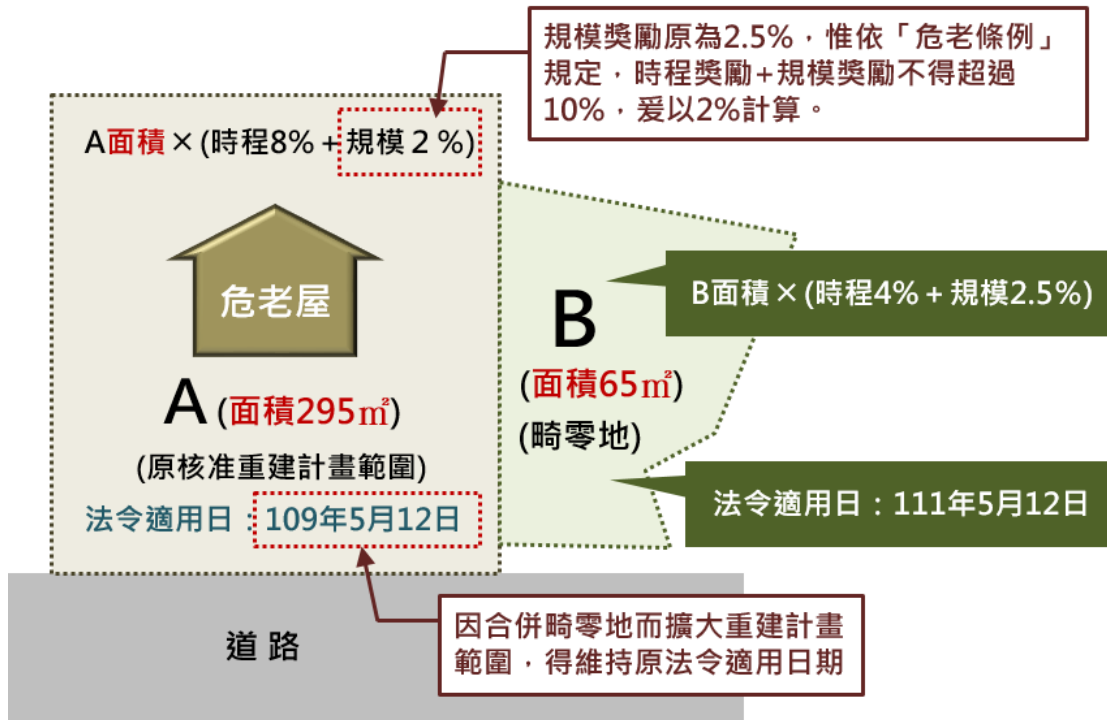 規模獎勵原為2.5%，惟依「危老條例」
規定，時程獎勵+規模獎勵不得超過
10%，爰以2%計算。
A面積×(時程8%+規模２%)
危老屋
A(面積295㎡)
(原核准重建計畫範圍)
法令適用日：109年5月12日
B
(面積65㎡)
(畸零地)
B面積×(時程4%+規模2.5%)
法令適用日：111年5月12日
因合併畸零地而擴大重建計畫
範圍，得維持原法令適用日期
道路